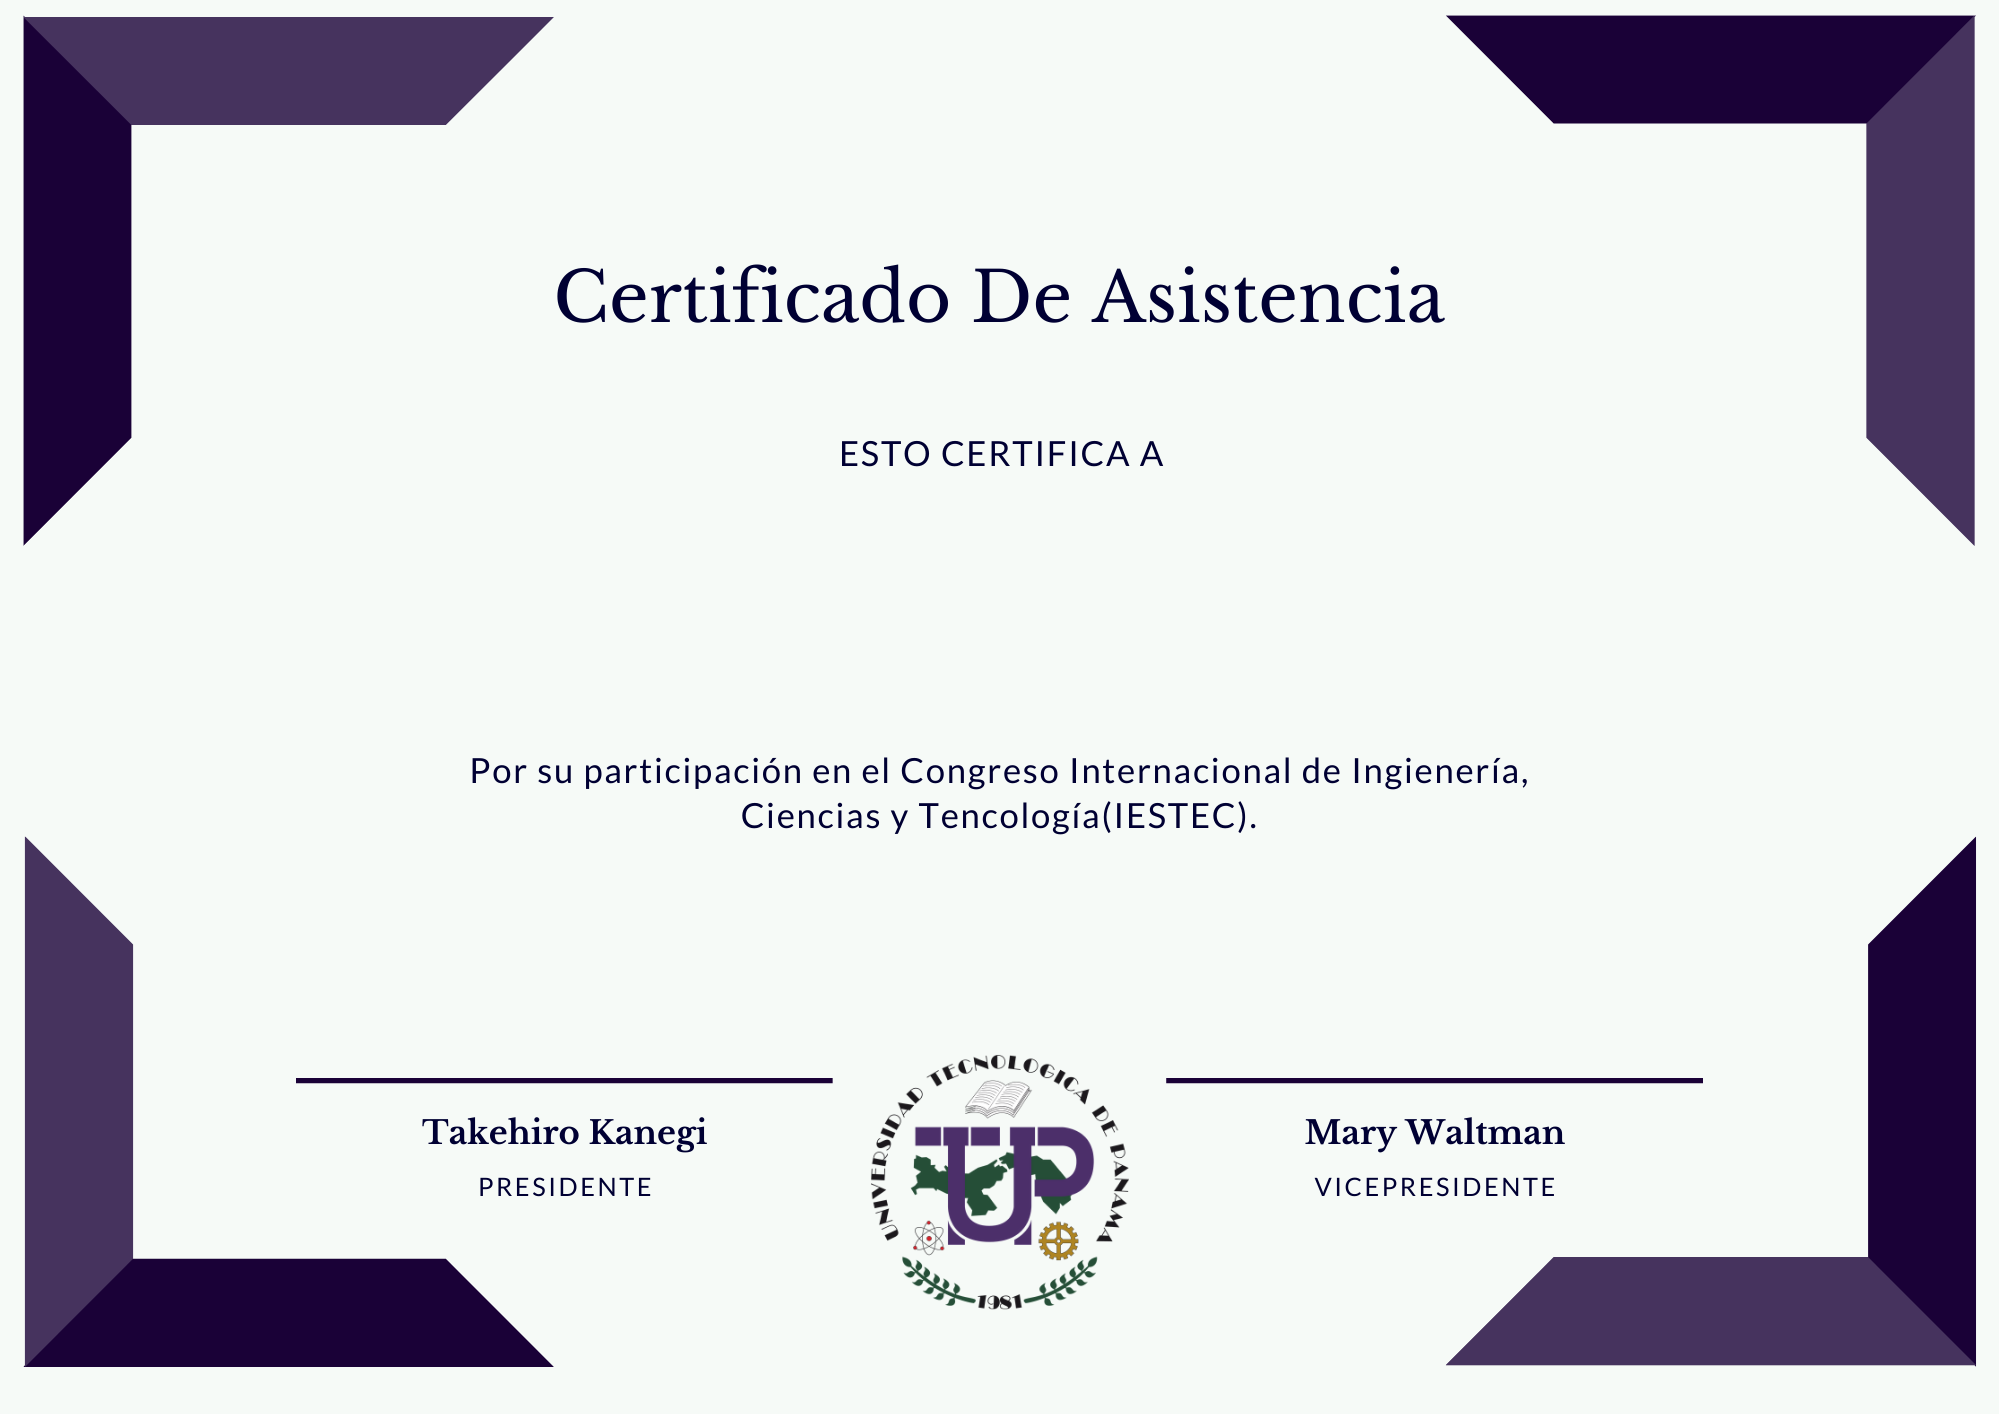 Certificado De Asistencia
ESTO CERTIFICA A
Por su participación en el Congreso Internacional de Ingienería,
Ciencias y Tencología(IESTEC).
UNIVERSIDAD TECNOLOGICA DE PANAMA
UTP
1981
Takehiro Kanegi
PRESIDENTE
Mary Waltman
VICEPRESIDENTE